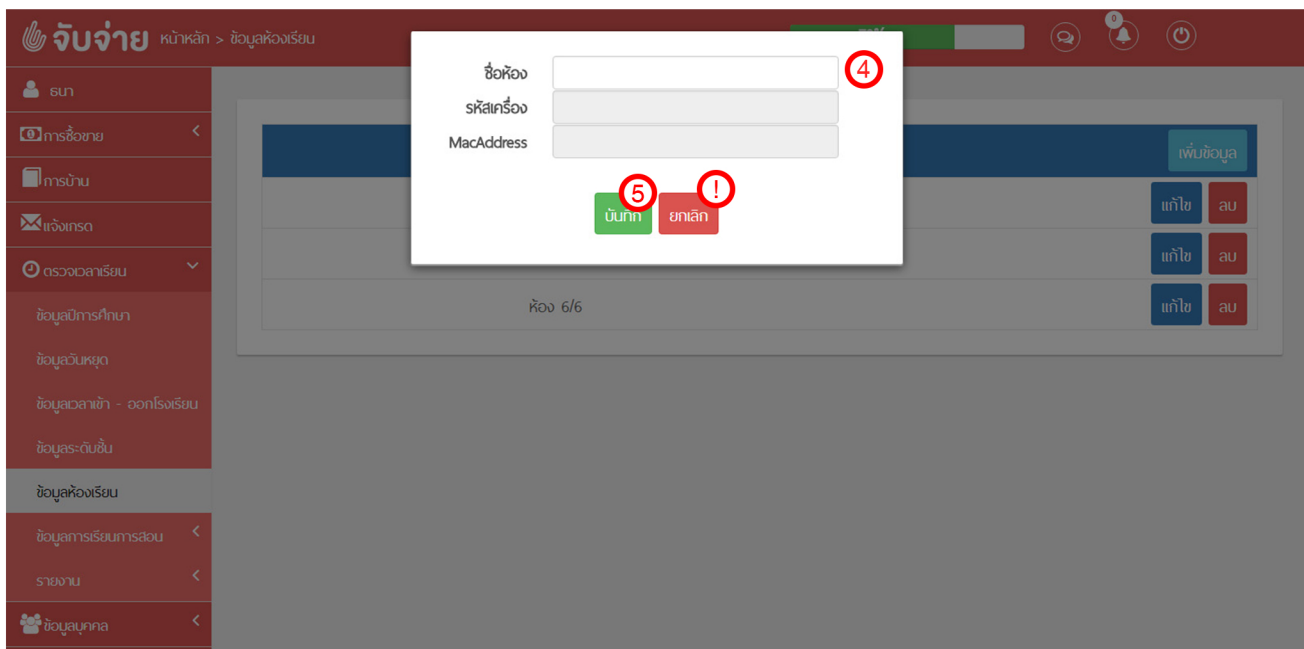 จับจ่าย หน้าหลัก > ข้อมูลห้องเรียน
0
ธนา
การซื้อขาย
การบ้าน
แจ้งเกรด
ตรวจเวลาเรียน
ข้อมูลปีการศึกษา
ข้อมูลวันหยุด
ข้อมูลเวลาเข้า - ออกโรงเรียน
ข้อมูลระดับชั้น
ข้อมูลห้องเรียน
ข้อมูลการเรียนการสอน
รายงาน
ข้อมูลบุคคล
ชื่อห้อง
4
รหัสเครื่อง
MacAddress
5
!
บันทึก
ยกเลิก
เพิ่มข้อมูล
แก้ไข ลบ
แก้ไข ลบ
ห้อง 6/6 แก้ไข ลบ